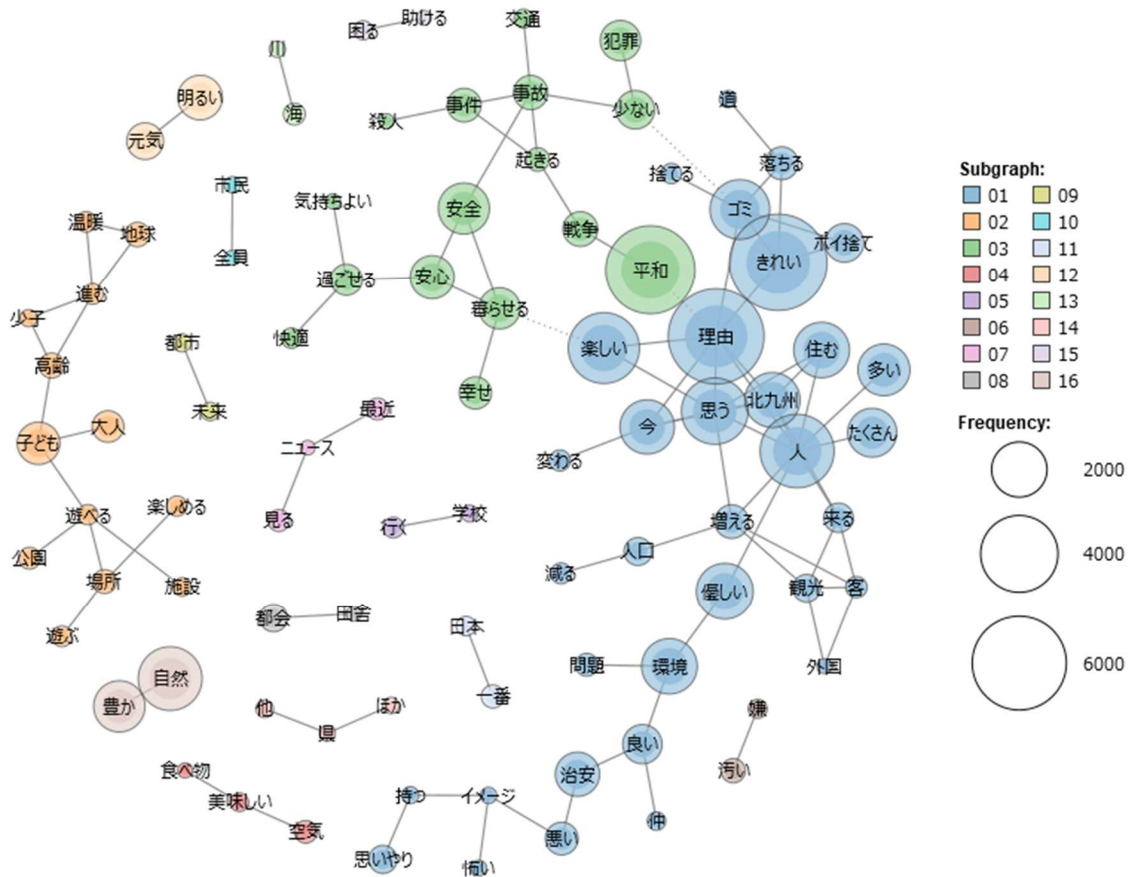 助ける
困る
交通
犯罪
川
明るい
海
元気
殺人
事件
事故
少ない
道
起きる
落ちる
捨てる
市民
全員
気持ちよい
安全
ゴミ
戦争
ポイ捨て
きれい
平和
温暖
地球
進む
少子
高齢
過ごせる
安心
暮らせる
快適
幸せ
都市
未来
理由
楽しい
住む
多い
北九州
思う
今
たくさん
人
変わる
最近
ニュース
見る
行く
学校
子ども
大人
遊べる
楽しめる
公園
場所
施設
遊ぶ
増える
来る
人口
減る
優しい
観光
客
外国
問題
環境
都会
田舎
日本
一番
自然
豊か
他
県
ほか
嫌
汚い
良い
治安
仲
食べ物
美味しい
空気
持つ
イメージ
思いやり
怖い
悪い
Subgraph:
01 09
02 10
03 11
04 12
05 13
06 14
07 15
08 16
Frequency:
2000
4000
6000